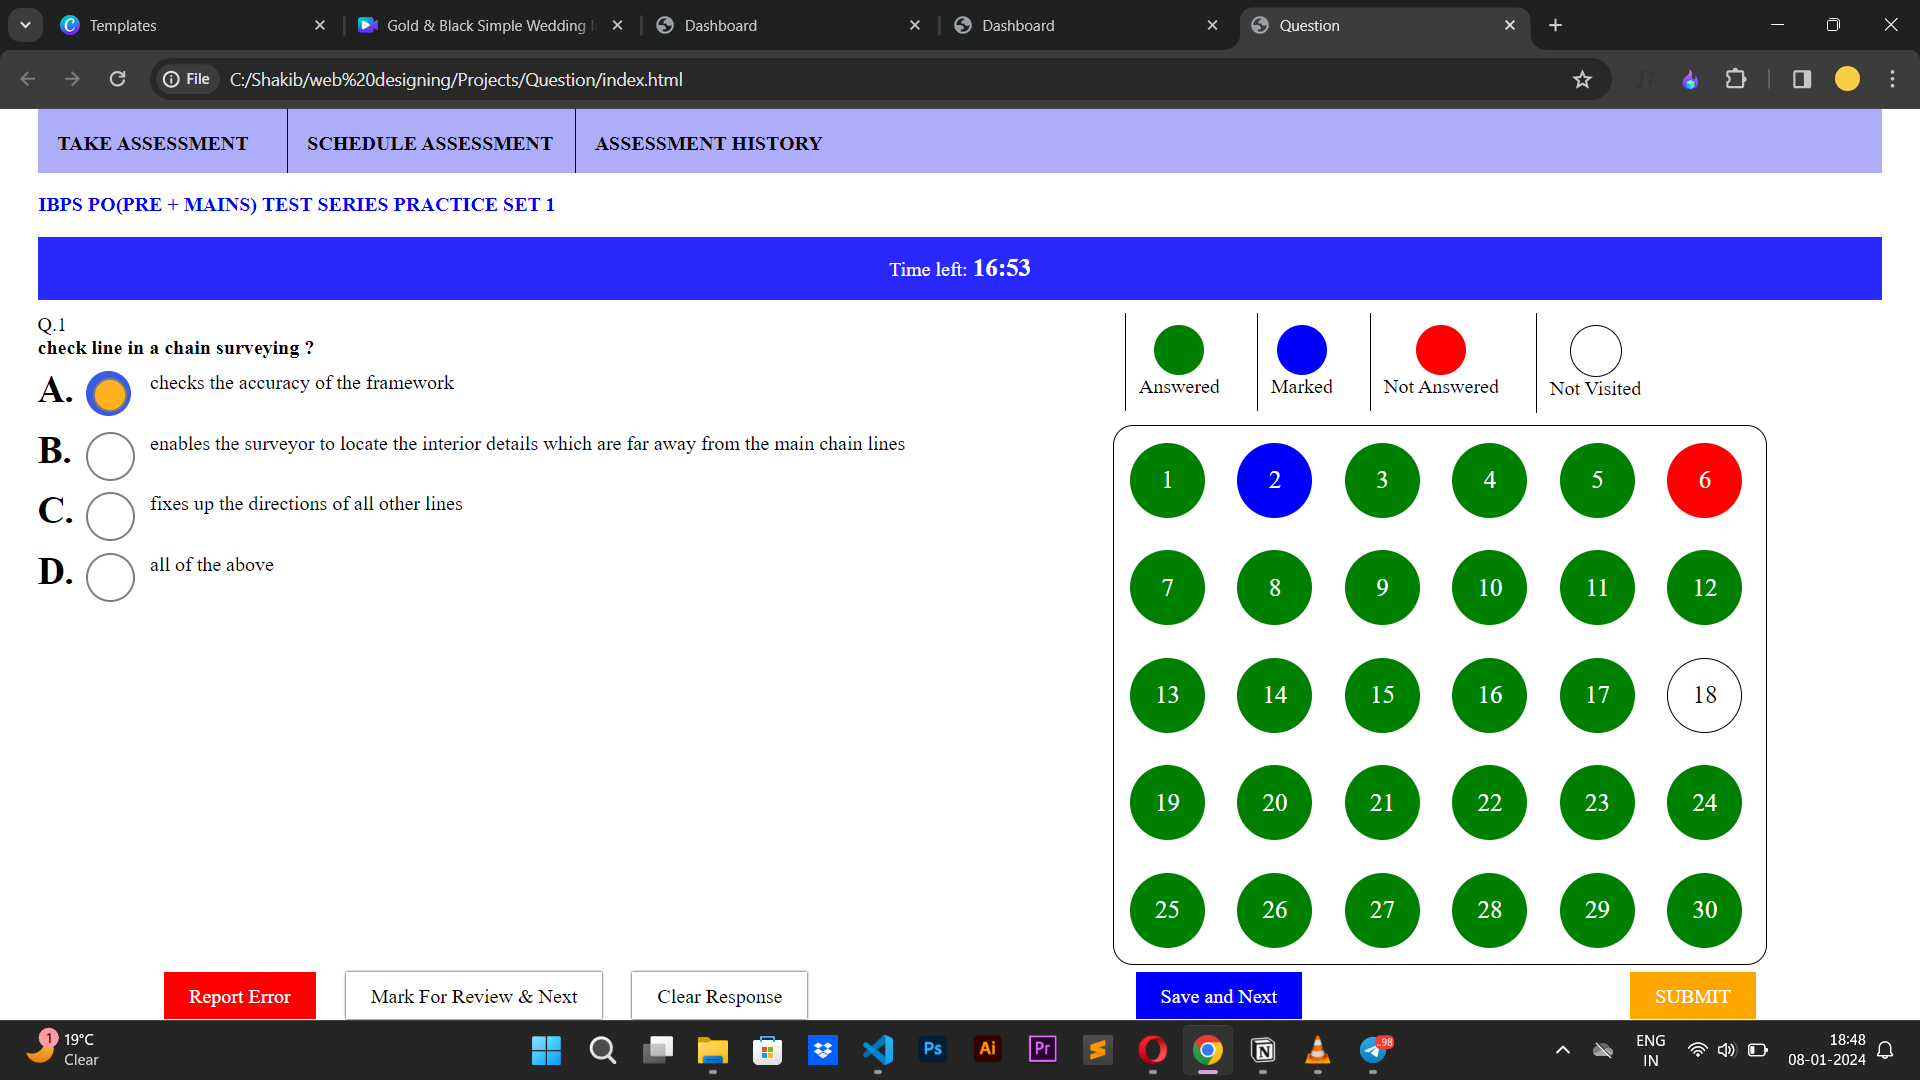 Templates
Gold & Black Simple Wedding
Dashboard
Dashboard
Question
File
C:/Shakib/web%20designing/Projects/Question/index.html
TAKE ASSESSMENT
SCHEDULE ASSESSMENT
ASSESSMENT HISTORY
IBPS PO(PRE + MAINS) TEST SERIES PRACTICE SET 1
Time left: 16:53
Q.1
check line in a chain surveying ?
A. checks the accuracy of the framework
B. enables the surveyor to locate the interior details which are far away from the main chain lines
C. fixes up the directions of all other lines
D. all of the above
Answered
Marked
Not Answered
Not Visited
1 2 3 4 5 6
7 8 9 10 11 12
13 14 15 16 17 18
19 20 21 22 23 24
25 26 27 28 29 30
Report Error
Mark For Review & Next
Clear Response
Save and Next
SUBMIT
1
19°C
Clear
Ps
Ai
Pr
98
ENG
IN
18:48
08-01-2024